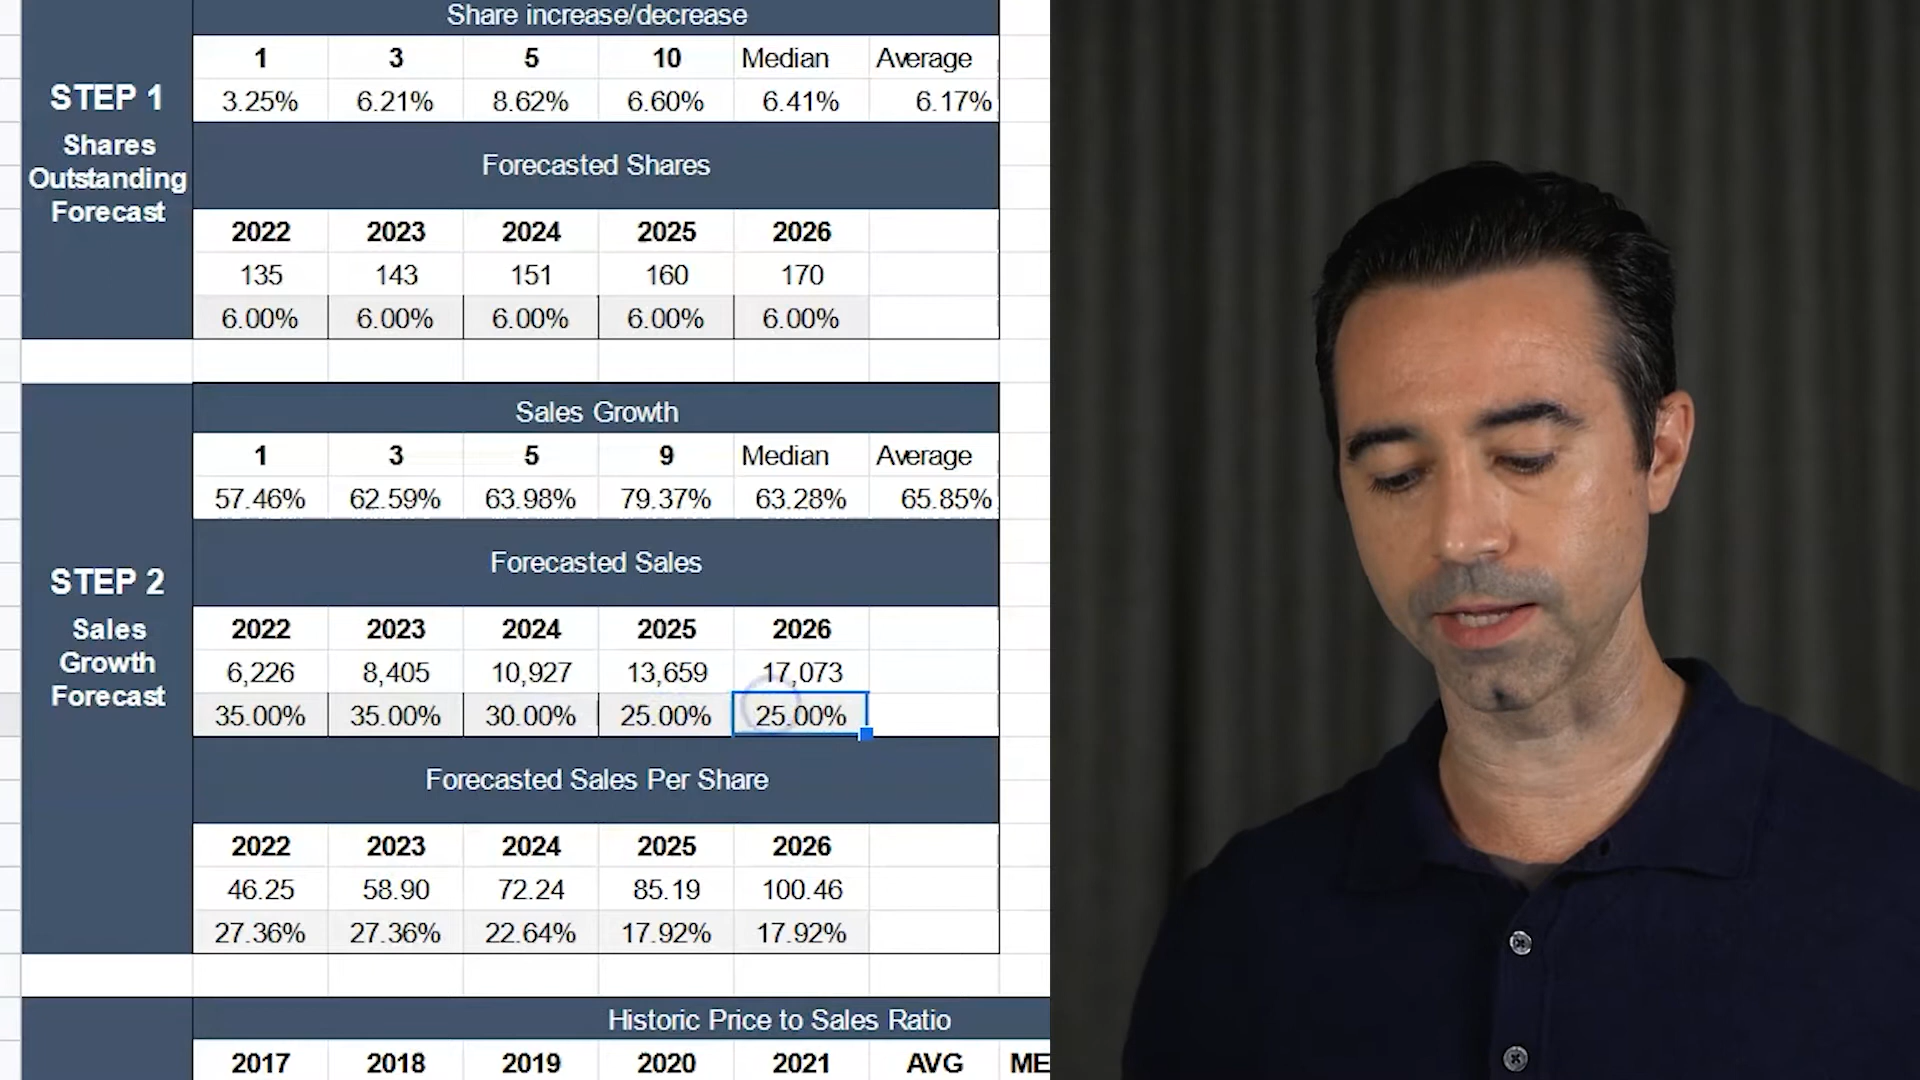 Share increase/decrease
1 3 5 10 Median Average
3.25% 6.21% 8.62% 6.60% 6.41% 6.17%
STEP 1
Shares
Outstanding
Forecast
Forecasted Shares
2022 2023 2024 2025 2026
135 143 151 160 170
6.00% 6.00% 6.00% 6.00% 6.00%
Sales Growth
1 3 5 9 Median Average
57.46% 62.59% 63.98% 79.37% 63.28% 65.85%
STEP 2
Sales
Growth
Forecast
Forecasted Sales
2022 2023 2024 2025 2026
6,226 8,405 10,927 13,659 17,073
35.00% 35.00% 30.00% 25.00% 25.00%
Forecasted Sales Per Share
2022 2023 2024 2025 2026
46.25 58.90 72.24 85.19 100.46
27.36% 27.36% 22.64% 17.92% 17.92%
Historic Price to Sales Ratio
2017 2018 2019 2020 2021 AVG ME